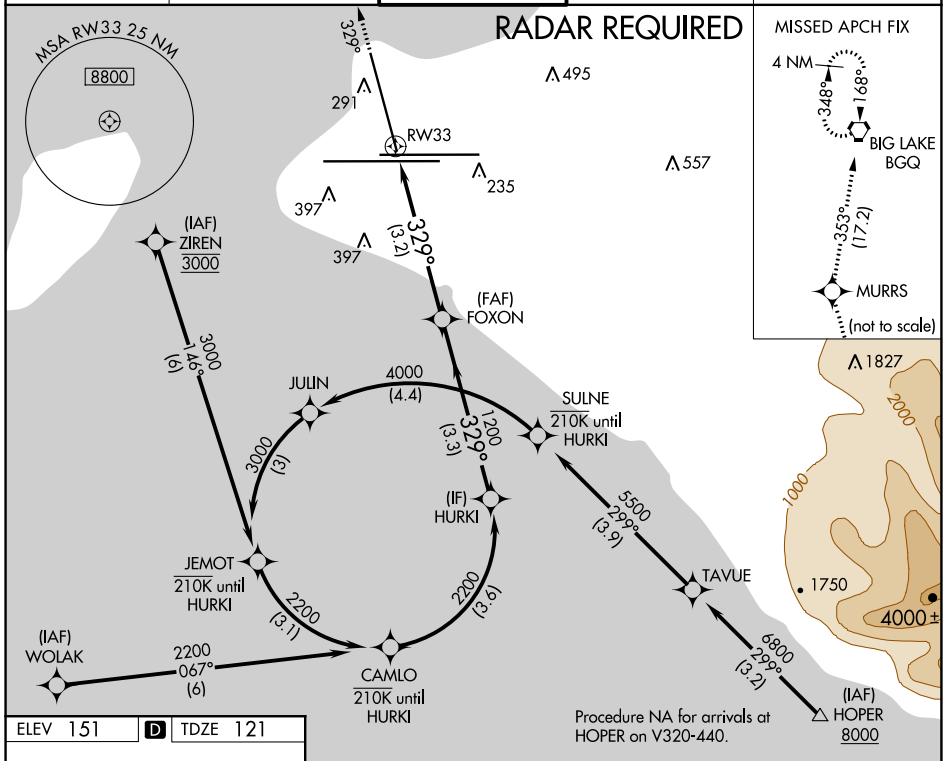 RADAR REQUIRED
MSA RW33 25 NM
8800
329°
291
495
RW33
235
557
397
397
329°
(3.2)
MISSED APCH FIX
4 NM
348°
168°
BIG LAKE
BGQ
353°
(17.2)
MURRS
(not to scale)
(IAF)
ZIREN
3000
3000
146°
(6)
(FAF)
FOXON
JULIN
4000
(4.4)
SULNE
210K until
HURKI
1827
2000
1000
3000
(3)
1200
329°
(3.3)
(IF)
HURKI
5500
299°
(3.9)
JEMOT
210K until
HURKI
2200
(3.1)
2200
(3.6)
TAVUE
1750
4000 ±
(IAF)
WOLAK
2200
067°
(6)
CAMLO
210K until
HURKI
6800
299°
(3.2)
(IAF)
HOPER
8000
Procedure NA for arrivals at
HOPER on V320-440.
ELEV 151 D TDZE 121